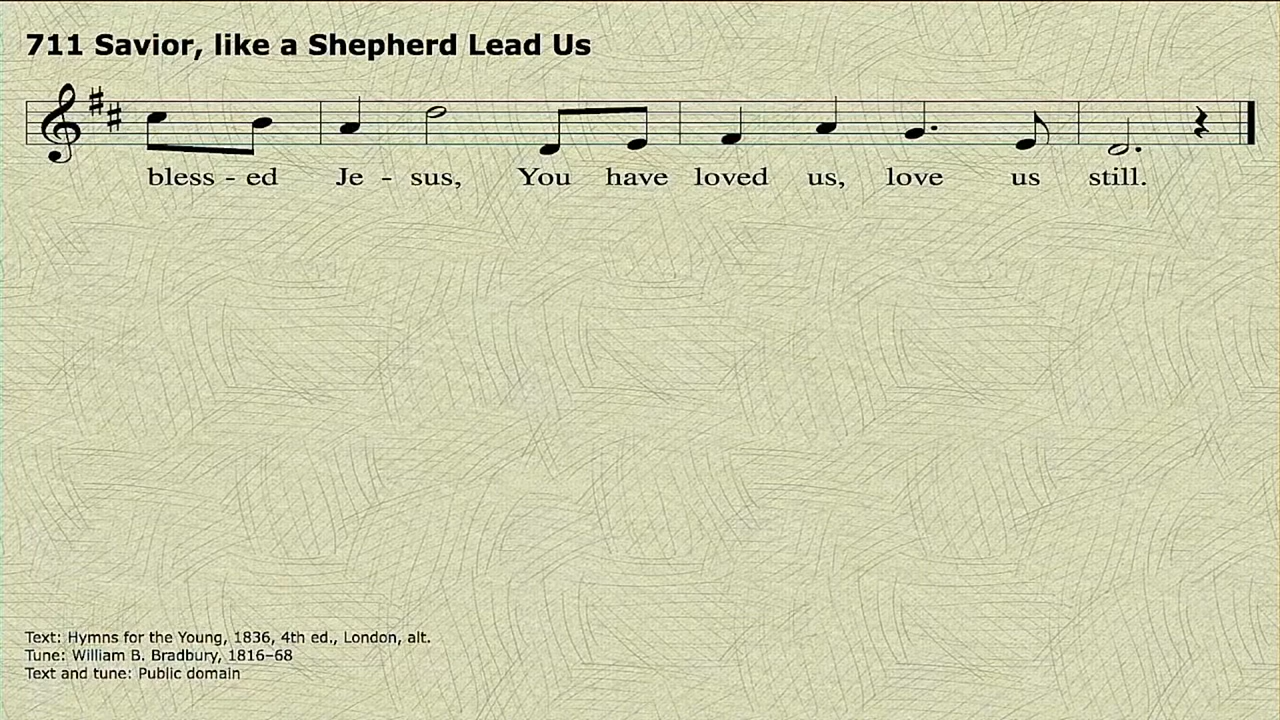 711 Savior, like a Shepherd Lead Us
bless - ed Je - sus, You have loved us, love us still.
Text: Hymns for the Young, 1836, 4th ed., London, alt.
Tune: William B. Bradbury, 1816–68
Text and tune: Public domain